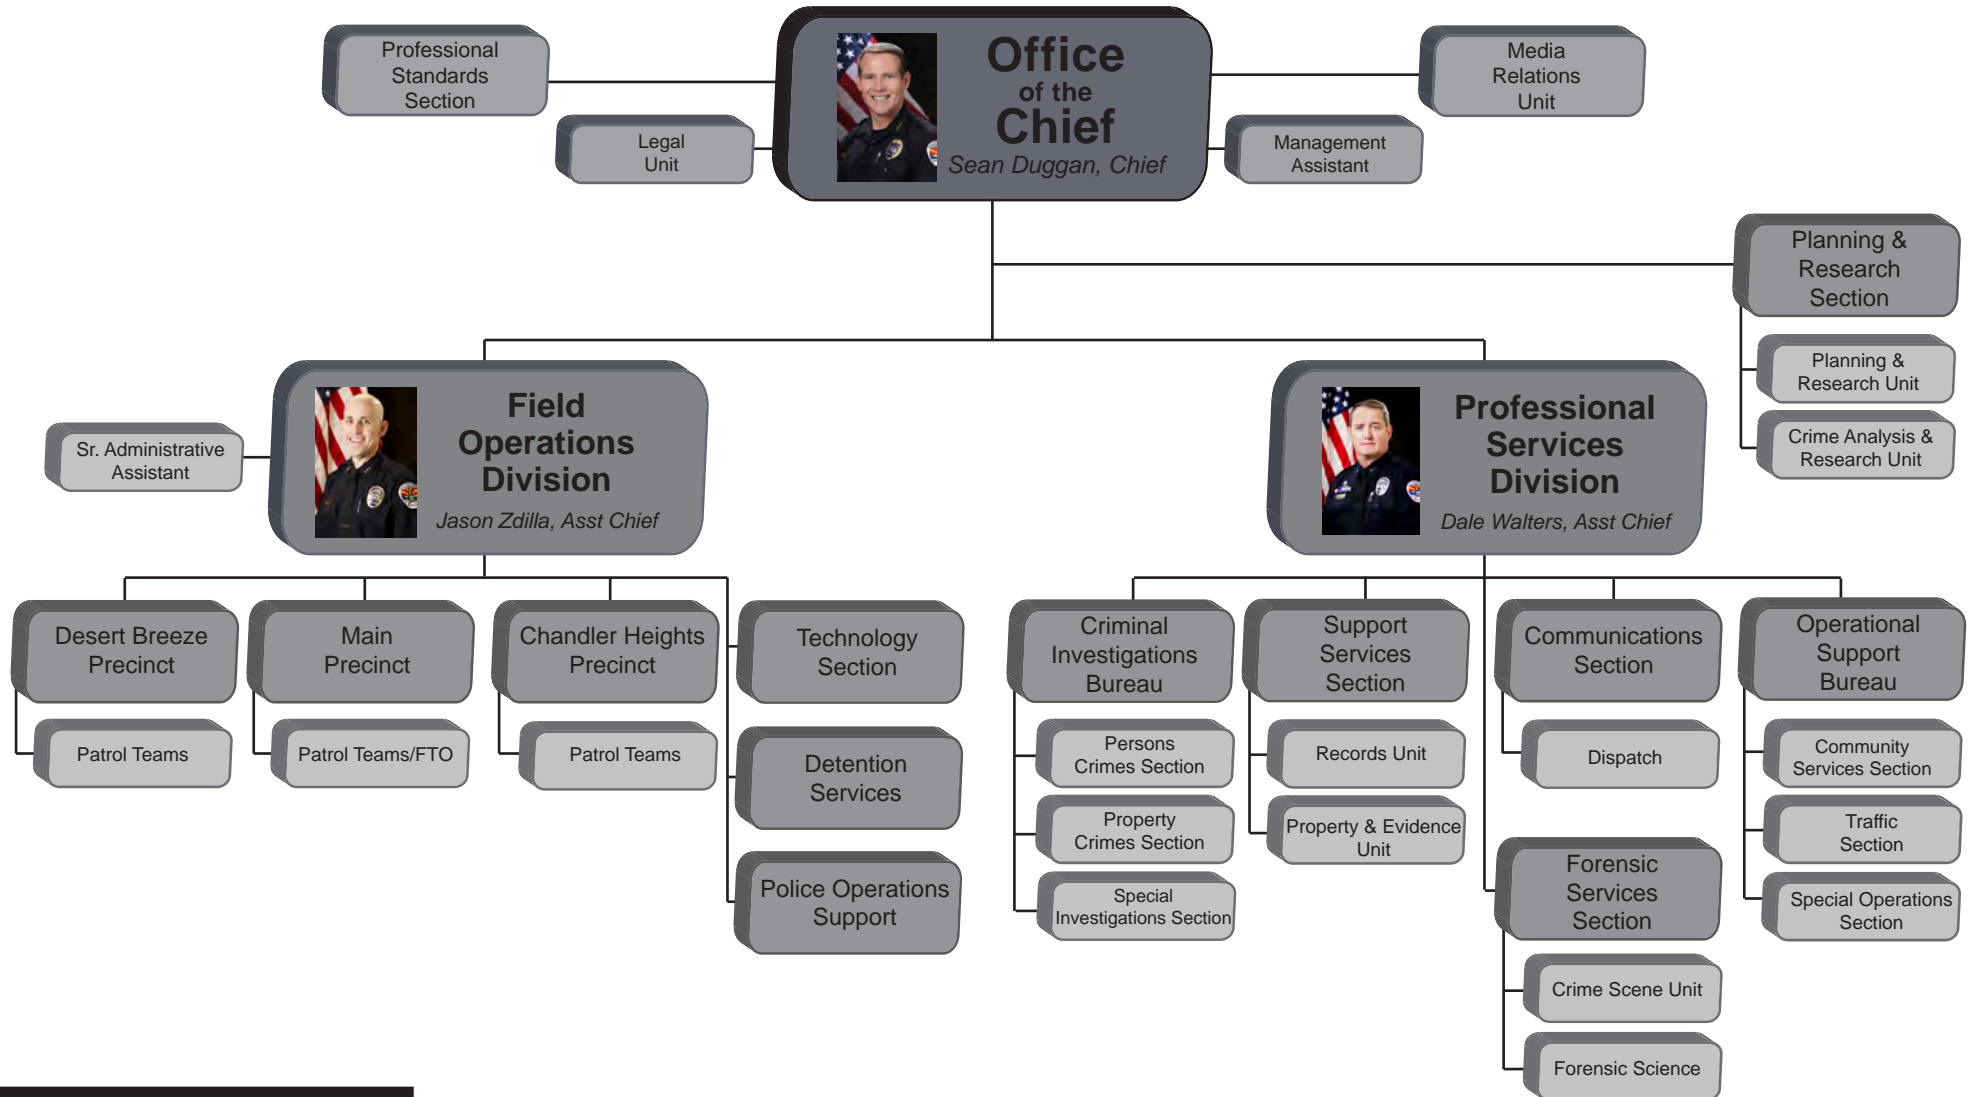 Professional
Standards
Section
Office
of the
Chief
Sean Duggan, Chief
Media
Relations
Unit
Legal
Unit
Management
Assistant
Planning &
Research
Section
Planning &
Research Unit
Crime Analysis &
Research Unit
Sr. Administrative
Assistant
Field
Operations
Division
Jason Zdilla, Asst Chief
Professional
Services
Division
Dale Walters, Asst Chief
Desert Breeze
Precinct
Patrol Teams
Main
Precinct
Patrol Teams/FTO
Chandler Heights
Precinct
Patrol Teams
Technology
Section
Detention
Services
Police Operations
Support
Criminal
Investigations
Bureau
Persons
Crimes Section
Property
Crimes Section
Special
Investigations Section
Support
Services
Section
Records Unit
Property & Evidence
Unit
Communications
Section
Dispatch
Forensic
Services
Section
Crime Scene Unit
Forensic Science
Operational
Support
Bureau
Community
Services Section
Traffic
Section
Special Operations
Section